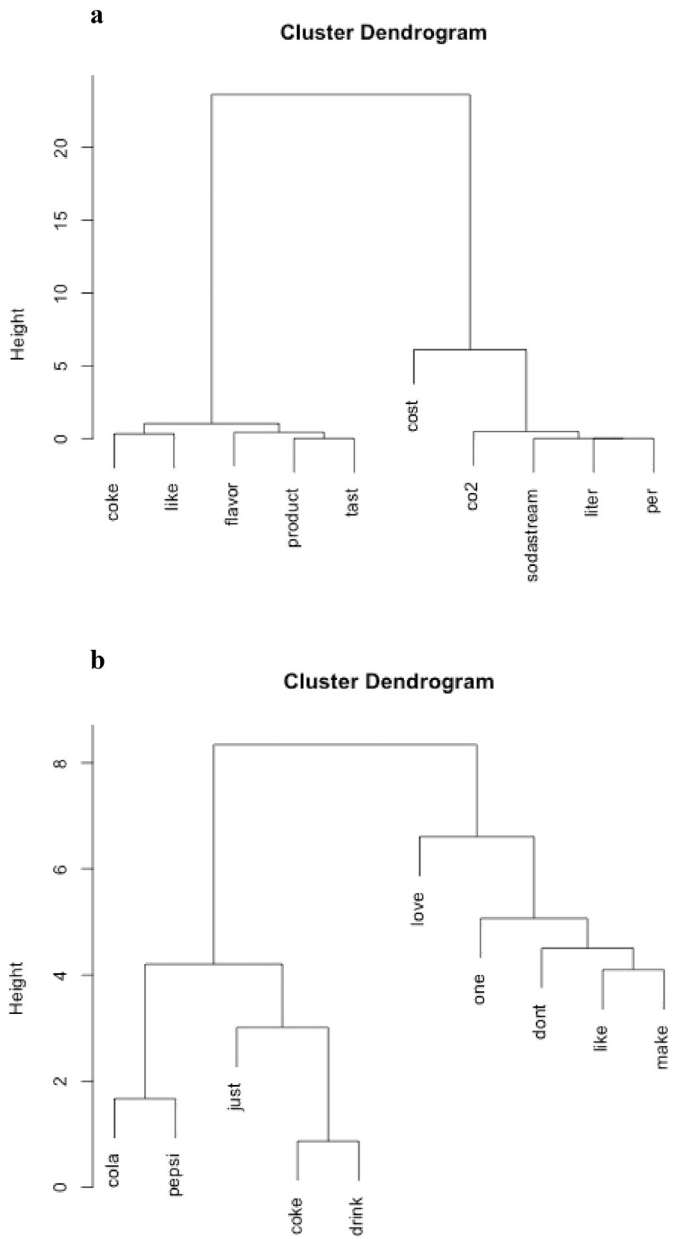 a
Cluster Dendrogram
Height
20
15
10
5
0
cost
coke
like
flavor
product
tast
co2
sodastream
liter
per
b
Cluster Dendrogram
Height
8
6
4
2
0
love
one
dont
like
make
just
cola
pepsi
coke
drink